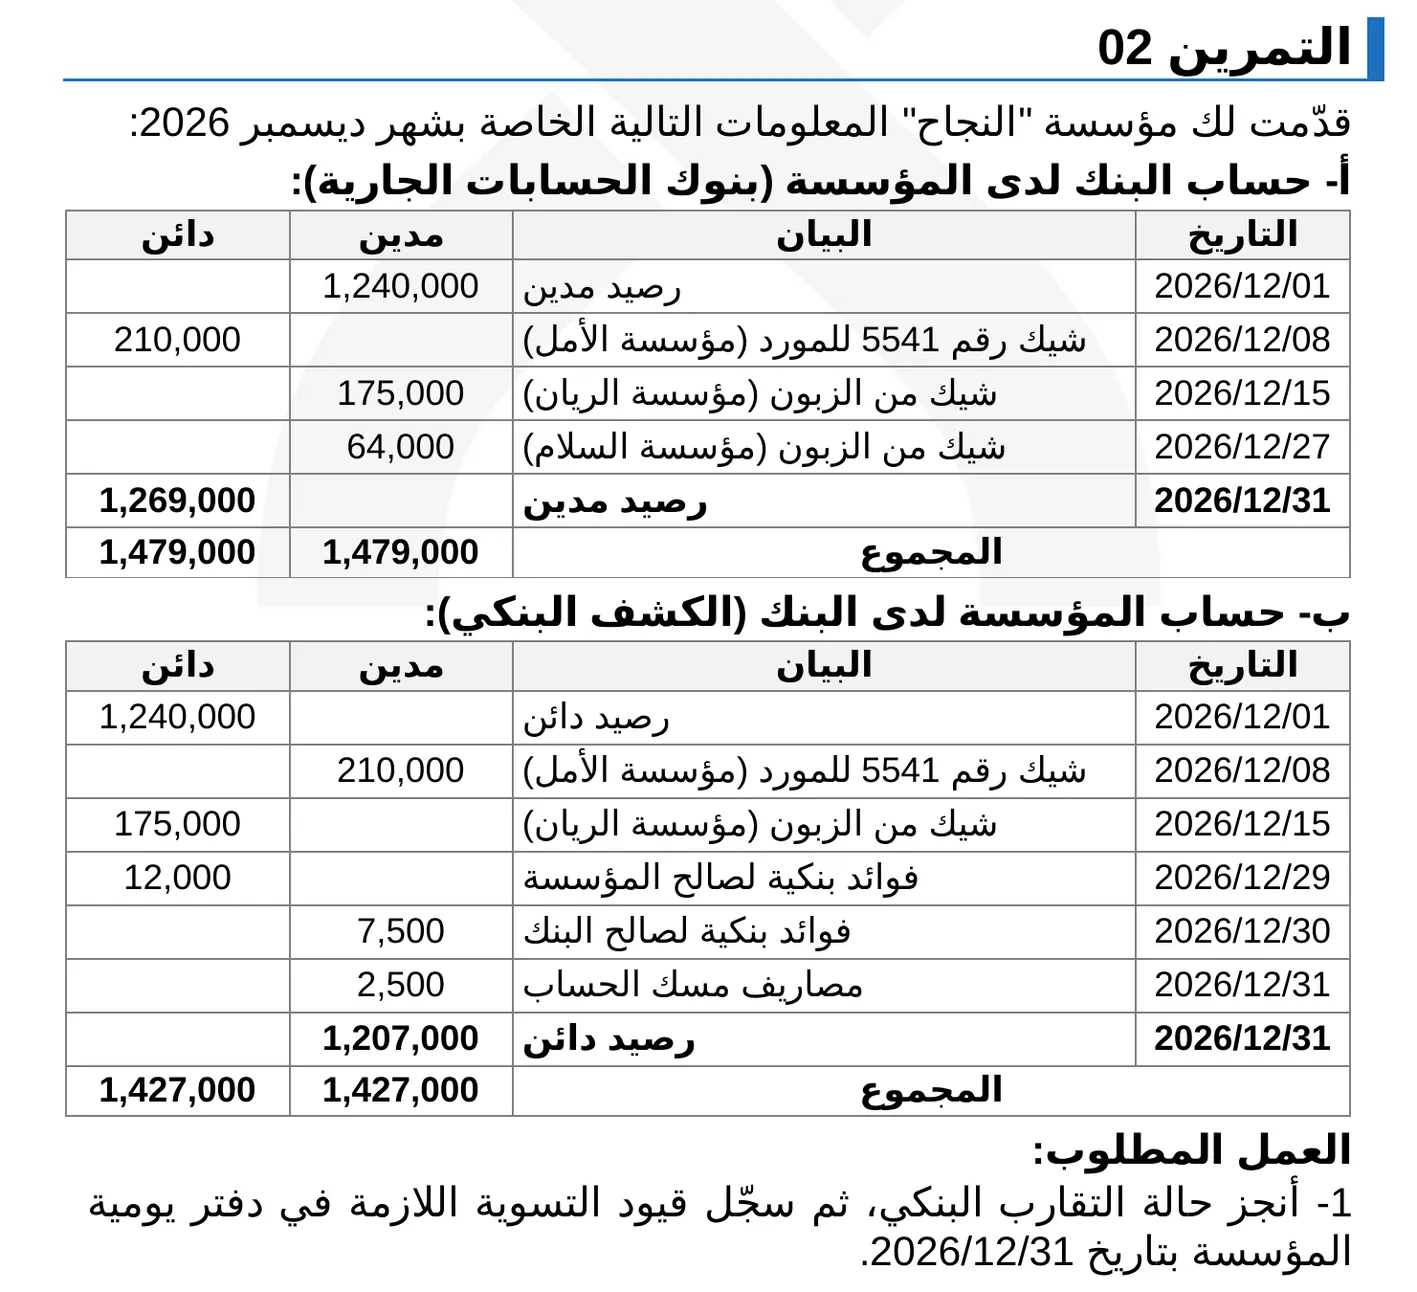 التمرين 02
قدّمت لك مؤسسة "النجاح" المعلومات التالية الخاصة بشهر ديسمبر 2026:
أ- حساب البنك لدى المؤسسة (بنوك الحسابات الجارية):
التاريخ البيان مدين دائن
2026/12/01 رصيد مدين 1,240,000
2026/12/08 شيك رقم 5541 للمورد (مؤسسة الأمل) 210,000
2026/12/15 شيك من الزبون (مؤسسة الريان) 175,000
2026/12/27 شيك من الزبون (مؤسسة السلام) 64,000
2026/12/31 رصيد مدين 1,269,000
المجموع 1,479,000 1,479,000
ب- حساب المؤسسة لدى البنك (الكشف البنكي):
التاريخ البيان مدين دائن
2026/12/01 رصيد دائن 1,240,000
2026/12/08 شيك رقم 5541 للمورد (مؤسسة الأمل) 210,000
2026/12/15 شيك من الزبون (مؤسسة الريان) 175,000
2026/12/29 فوائد بنكية لصالح المؤسسة 12,000
2026/12/30 فوائد بنكية لصالح البنك 7,500
2026/12/31 مصاريف مسك الحساب 2,500
2026/12/31 رصيد دائن 1,207,000
المجموع 1,427,000 1,427,000
العمل المطلوب:
1- أنجز حالة التقارب البنكي، ثم سجّل قيود التسوية اللازمة في دفتر يومية
المؤسسة بتاريخ 2026/12/31.